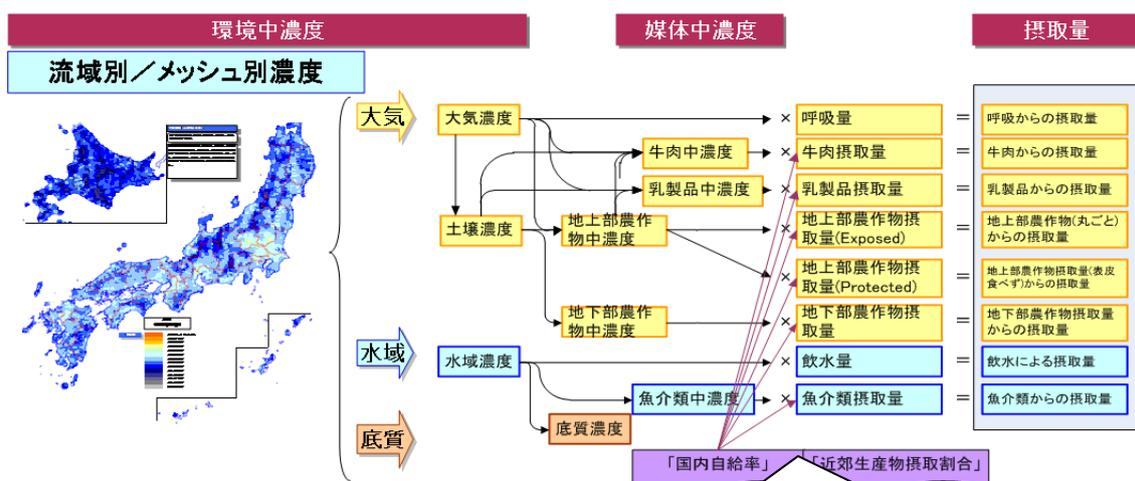 環境中濃度
媒体中濃度
摂取量
流域別／メッシュ別濃度
大気
水域
底質
大気濃度
土壌濃度
水域濃度
牛肉中濃度
乳製品中濃度
地上部農作
物中濃度
地下部農作
物中濃度
魚介類中濃度
底質濃度
× 呼吸量 = 呼吸からの摂取量
× 牛肉摂取量 = 牛肉からの摂取量
× 乳製品摂取量 = 乳製品からの摂取量
× 地上部農作物摂
取量(Exposed)
= 地上部農作物(丸ごと)
からの摂取量
× 地上部農作物摂
取量(Protected)
= 地上部農作物摂取量(表皮
食べず)からの摂取量
× 地下部農作物摂
取量
= 地下部農作物摂取量
からの摂取量
× 飲水量 = 飲水による摂取量
× 魚介類摂取量 = 魚介類からの摂取量
「国内自給率」 「近郊生産物摂取割合」